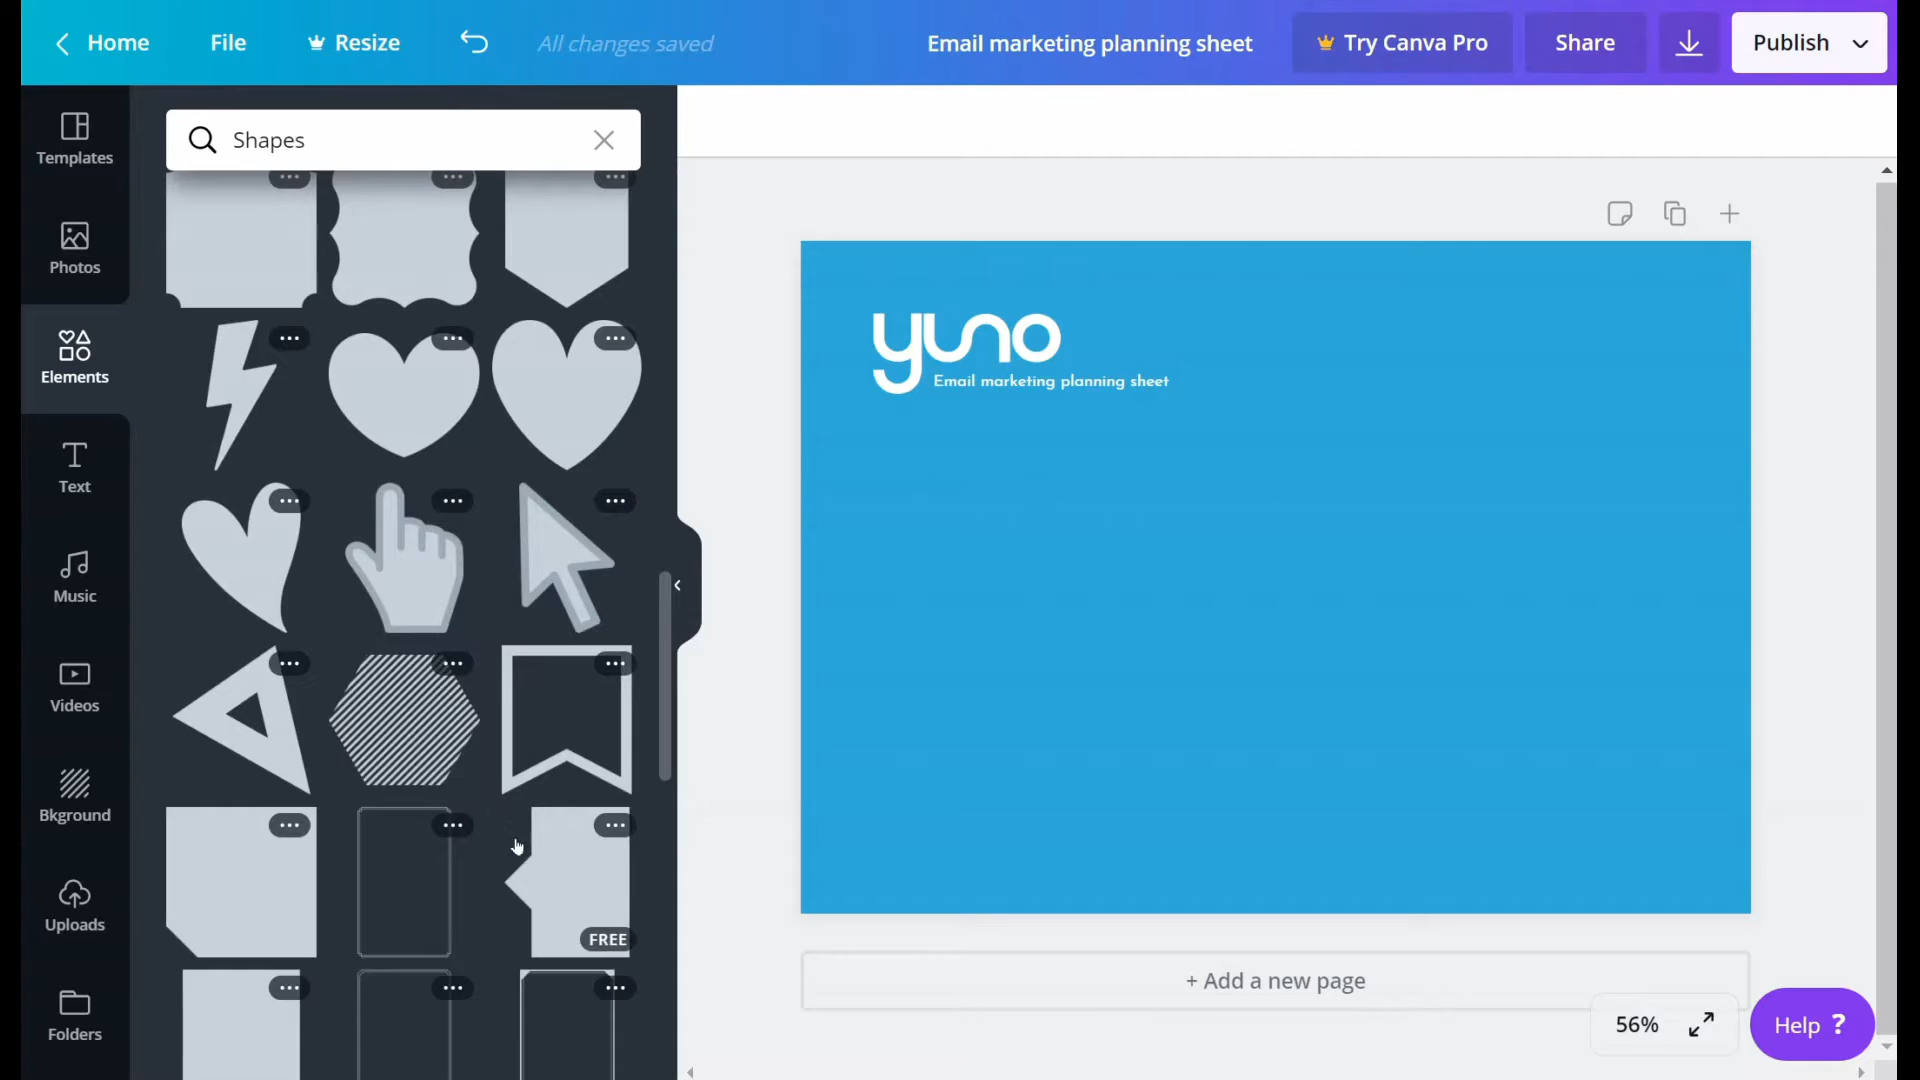 Home
File
Resize
All changes saved
Email marketing planning sheet
Try Canva Pro
Share
Publish
Templates
Photos
Elements
Text
Music
Videos
Bkground
Uploads
Folders
Shapes
FREE
yuno
Email marketing planning sheet
+ Add a new page
56%
Help ?